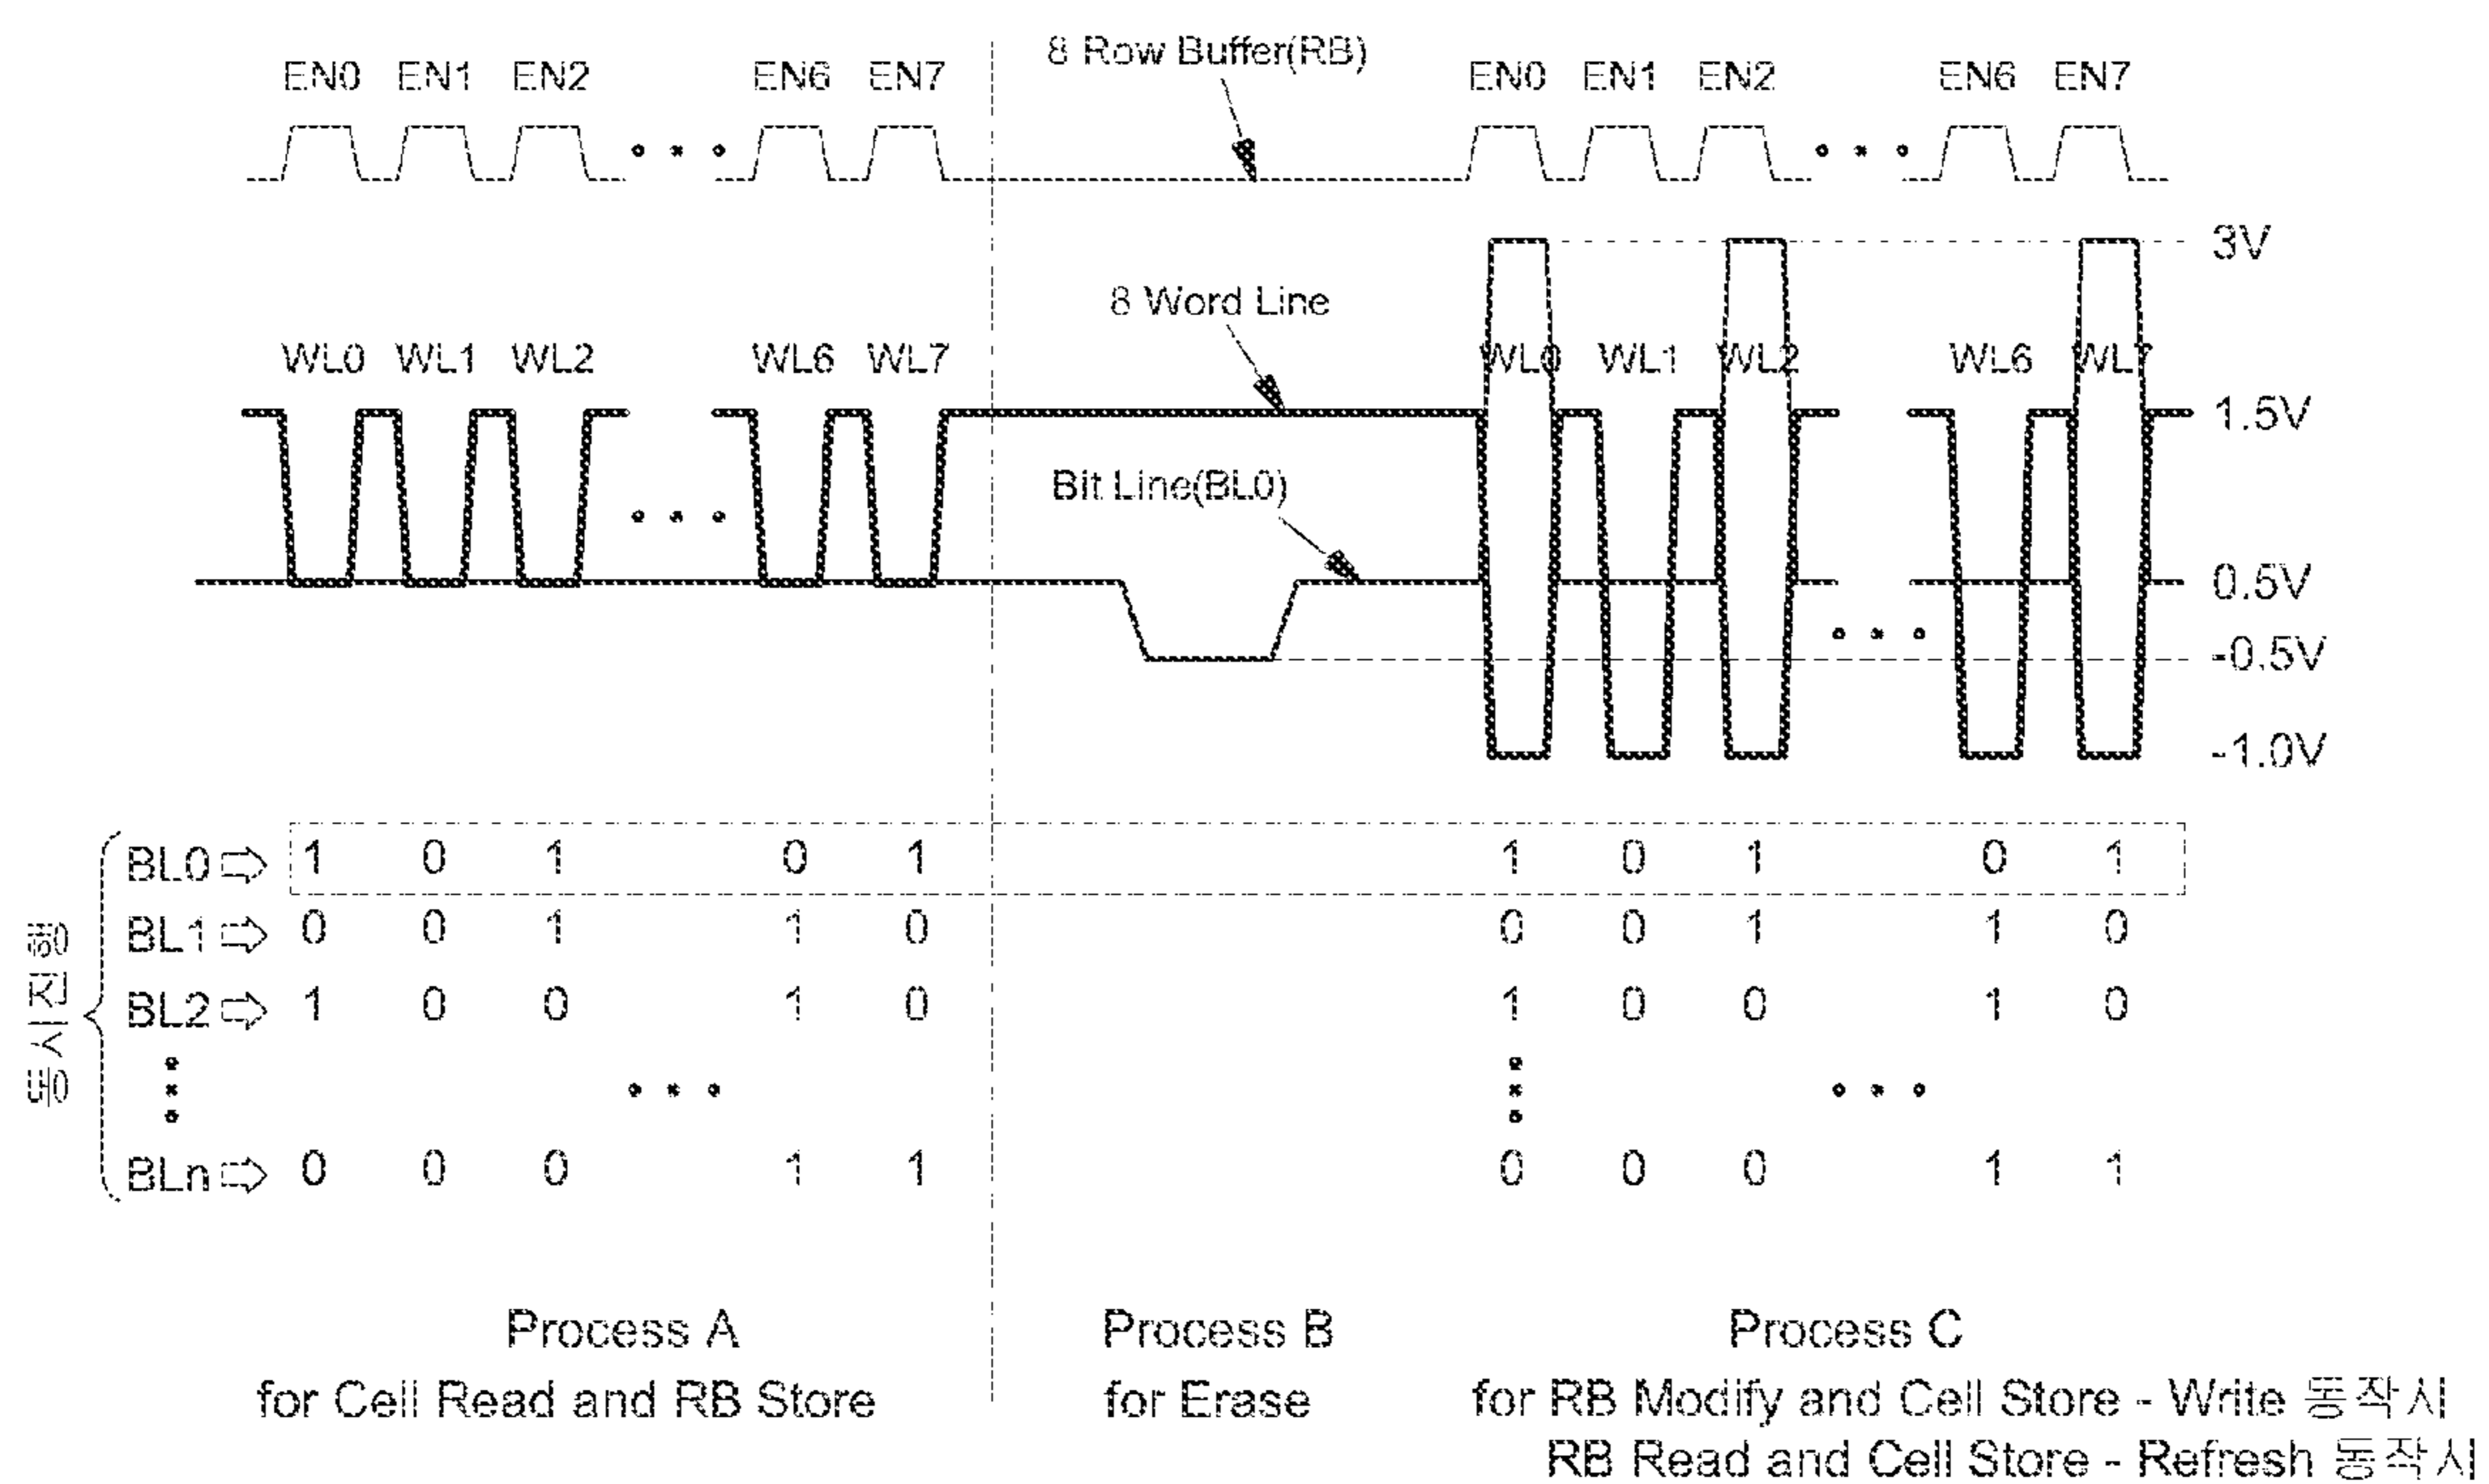 8 Row Buffer(RB)
EN0 EN1 EN2 EN6 EN7 EN0 EN1 EN2 EN6 EN7
3V
8 Word Line
WL0 WL1 WL2 WL6 WL7 WL0 WL1 WL2 WL6 WL7
1.5V
Bit Line(BL0)
0.5V
-0.5V
-1.0V
동시진행
BL0 1 0 1 0 1 1 0 1 0 1
BL1 0 0 1 1 0 0 0 1 1 0
BL2 1 0 0 1 0 1 0 0 1 0
BLn 0 0 0 1 1 0 0 0 1 1
Process A Process B Process C
for Cell Read and RB Store for Erase for RB Modify and Cell Store - Write 동작시
RB Read and Cell Store - Refresh 동작시